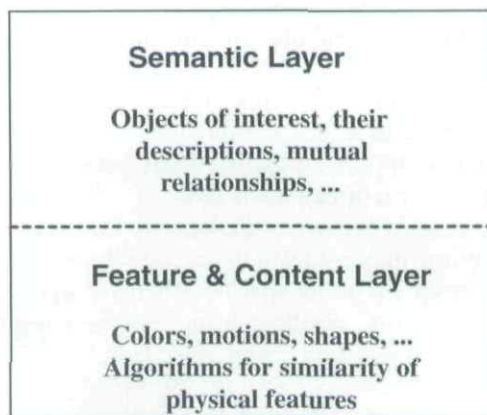 Semantic Layer
Objects of interest, their
descriptions, mutual
relationships, ...
Feature & Content Layer
Colors, motions, shapes, ...
Algorithms for similarity of
physical features